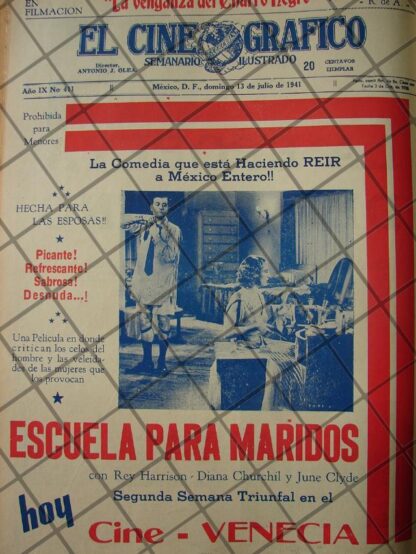 EN
FILMACION
"La venganza del Charro Negro"
R. de A.
EL CINE GRAFICO
Director,
ANTONIO J. OLEA.
SEMANARIO ILUSTRADO
20 CENTAVOS
EJEMPLAR
Año IX No 411
México, D. F., domingo 13 de julio de 1941
Prohibida
para
Menores
La Comedia que está Haciendo REIR
a México Entero!!
HECHA PARA
LAS ESPOSAS!!
Picante!
Refrescante!
Sabrosa!
Desnuda...!
Una Pelicula en donde
critican los celos del
hombre y las veleida-
des de las mujeres que
los provocan
ESCUELA PARA MARIDOS
con Rex Harrison - Diana Churchil y June Clyde
Segunda Semana Triunfal en el
hoy
Cine - VENECIA